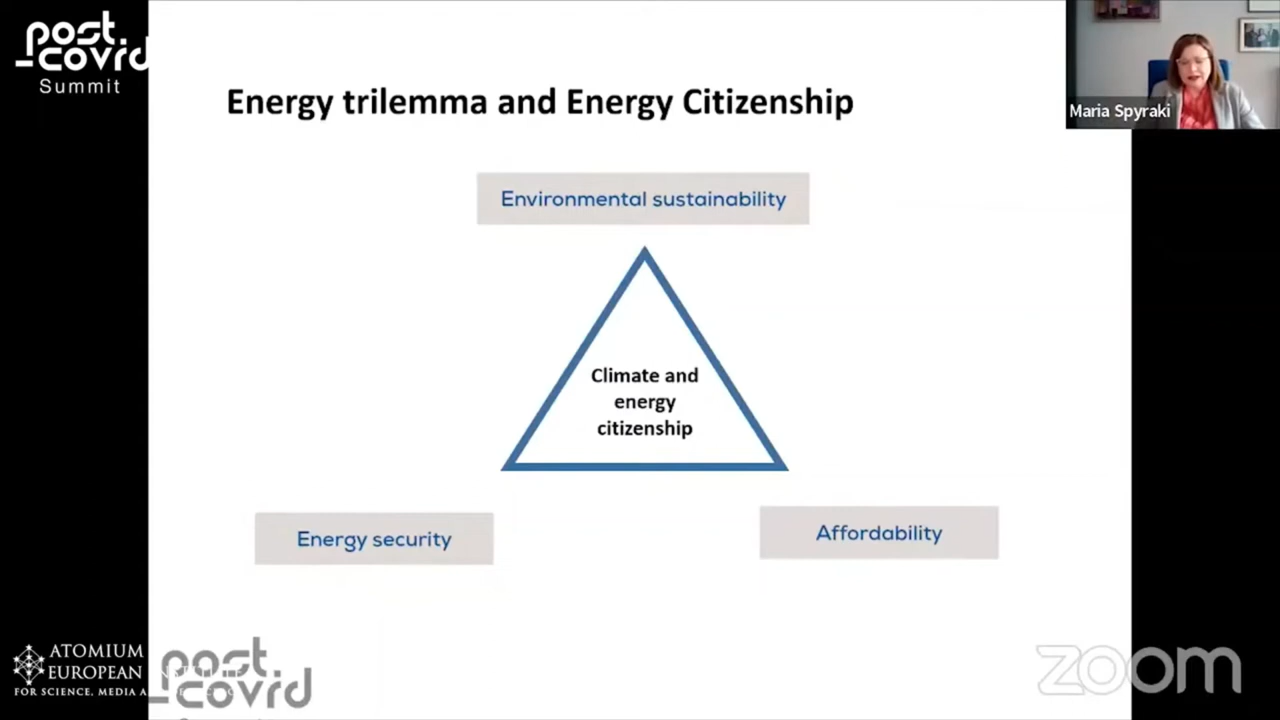 post
-covid
Summit
Maria Spyraki
Energy trilemma and Energy Citizenship
Environmental sustainability
Climate and
energy
citizenship
Energy security
Affordability
ATOMIUM
EUROPEAN
FOR SCIENCE, MEDIA A
post
-covid
zoom